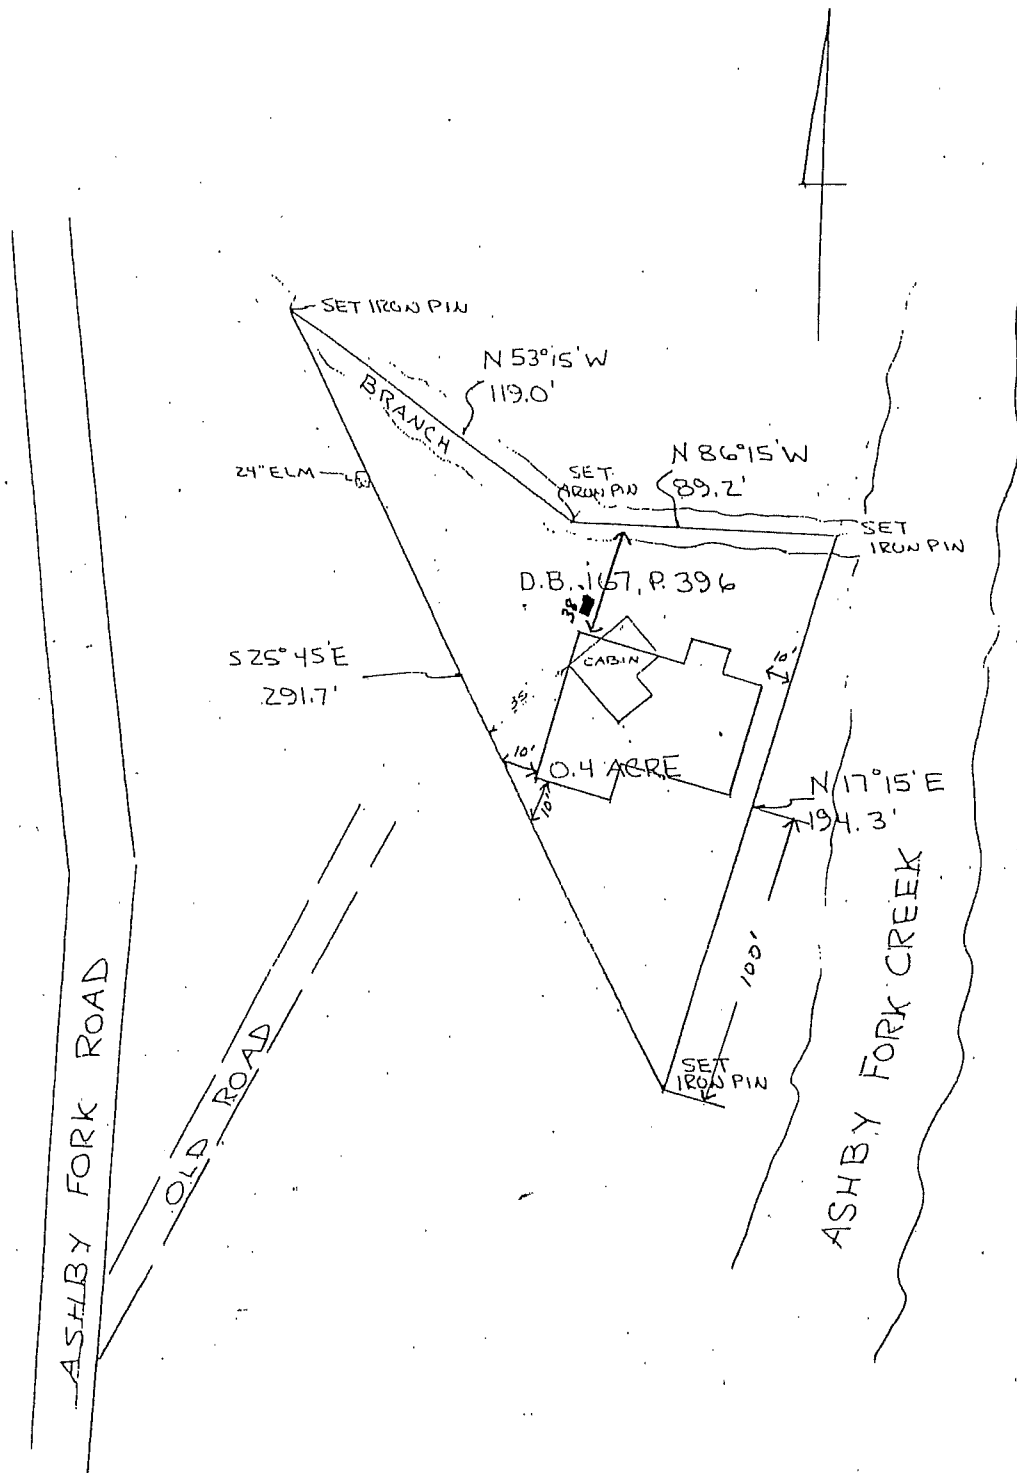 SET IRON PIN
N 53°15'W
119.0'
BRANCH
24" ELM
N 86°15'W
89.2'
SET
IRON PIN
SET
IRON PIN
D.B. 167, P. 396
38
CABIN
10'
S 25°45'E
291.7'
35'
10'
10'
0.4 ACRE
N 17°15'E
194.3'
100'
SET
IRON PIN
ASHBY FORK ROAD
OLD ROAD
ASHBY FORK CREEK